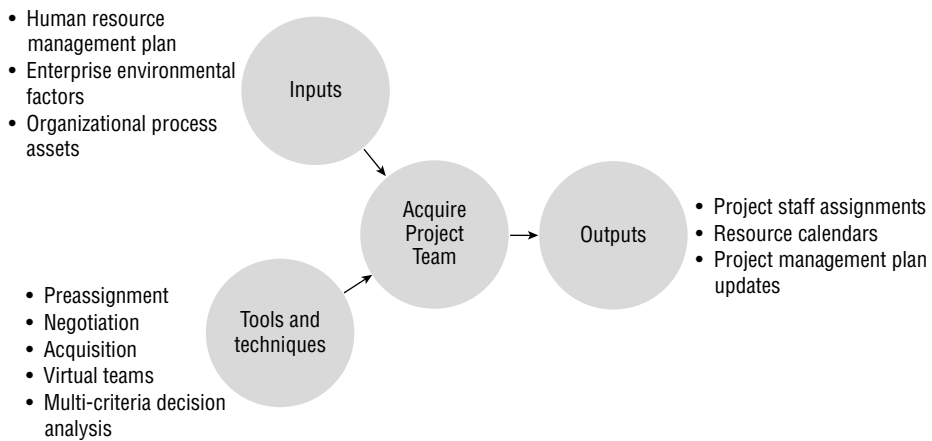 • Human resource
management plan
• Enterprise environmental
factors
• Organizational process
assets
Inputs
Acquire
Project
Team
Outputs
• Project staff assignments
• Resource calendars
• Project management plan
updates
Tools and
techniques
• Preassignment
• Negotiation
• Acquisition
• Virtual teams
• Multi-criteria decision
analysis